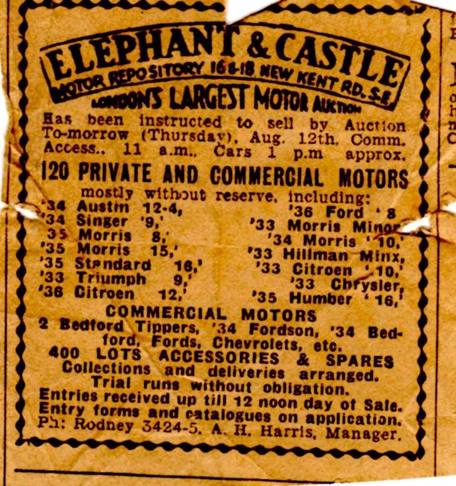 ELEPHANT & CASTLE
MOTOR REPOSITORY 166-18 NEW KENT RD. S.E
LONDON'S LARGEST MOTOR AUCTION
Has been instructed to sell by Auction
To-morrow (Thursday), Aug. 12th. Comm.
Access.. 11 a.m.. Cars 1 p.m approx.
120 PRIVATE AND COMMERCIAL MOTORS
mostly without reserve, including:
'34 Austin 12-4,
'36 Ford '8
'34 Singer '9,'
'33 Morris Minor
35 Morris 8,'
'34 Morris '10,'
'35 Morris 15,'
'33 Hillman Minx,
'35 Standard 16,'
'33 Citroen '10,'
'33 Triumph 9,'
'33 Chrysler,
'36 Citroen 12,'
'35 Humber '16,'
COMMERCIAL MOTORS
2 Bedford Tippers, '34 Fordson, '34 Bed-
ford, Fords, Chevrolets, etc.
400 LOTS ACCESSORIES & SPARES
Collections and deliveries arranged.
Trial runs without obligation.
Entries received up till 12 noon day of Sale.
Entry forms and catalogues on application.
Ph: Rodney 3424-5. A. H. Harris, Manager.